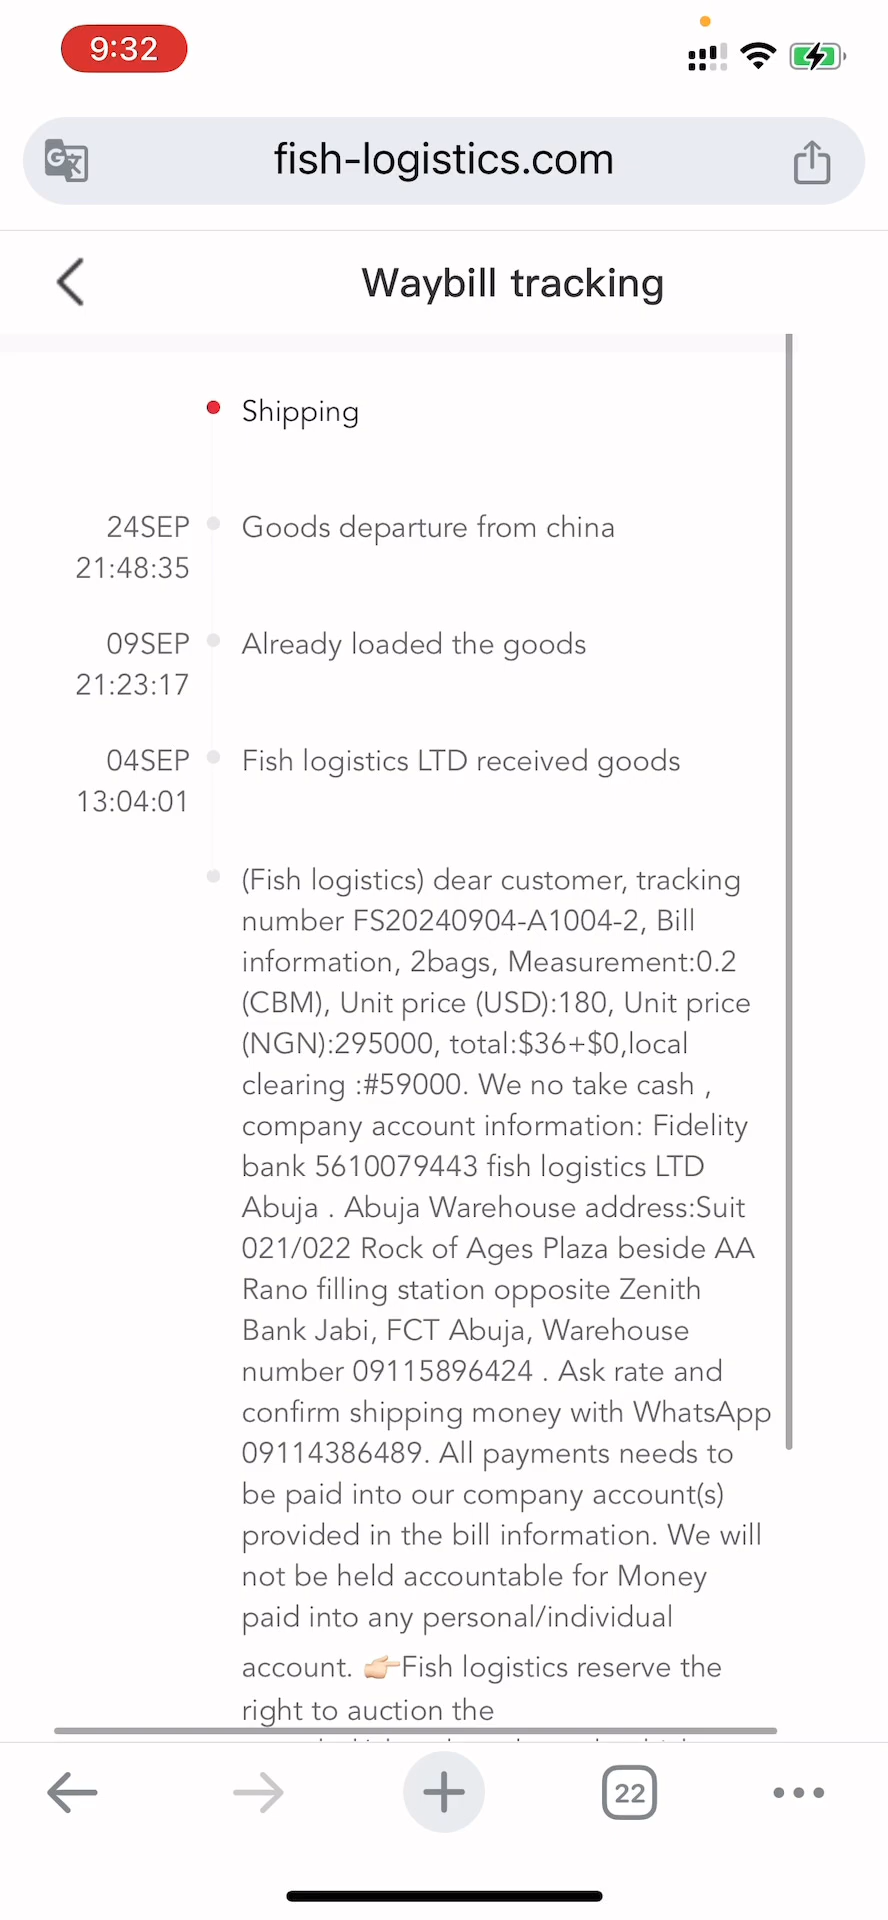 9:32
fish-logistics.com
Waybill tracking
Shipping
24SEP
21:48:35
Goods departure from china
09SEP
21:23:17
Already loaded the goods
04SEP
13:04:01
Fish logistics LTD received goods
(Fish logistics) dear customer, tracking
number FS20240904-A1004-2, Bill
information, 2bags, Measurement:0.2
(CBM), Unit price (USD):180, Unit price
(NGN):295000, total:$36+$0,local
clearing :#59000. We no take cash ,
company account information: Fidelity
bank 5610079443 fish logistics LTD
Abuja . Abuja Warehouse address:Suit
021/022 Rock of Ages Plaza beside AA
Rano filling station opposite Zenith
Bank Jabi, FCT Abuja, Warehouse
number 09115896424 . Ask rate and
confirm shipping money with WhatsApp
09114386489. All payments needs to
be paid into our company account(s)
provided in the bill information. We will
not be held accountable for Money
paid into any personal/individual
account. 👉🏻Fish logistics reserve the
right to auction the
22